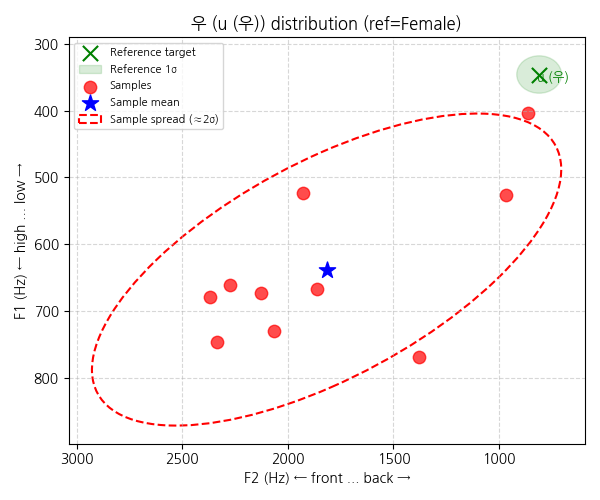 우 (u (우)) distribution (ref=Female)
Reference target
Reference 1σ
Samples
Sample mean
Sample spread (≈2σ)
(우)
300
400
500
600
700
800
F1 (Hz) ← high ... low →
3000
2500
2000
1500
1000
F2 (Hz) ← front ... back →